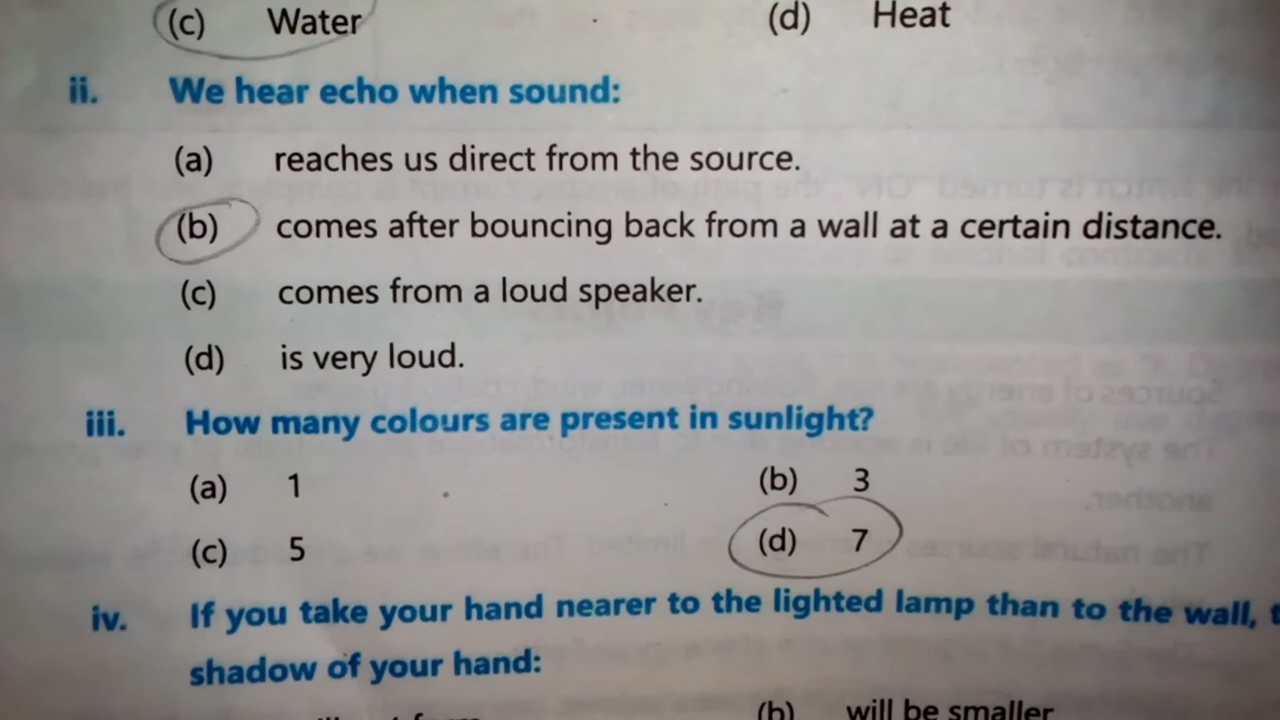 (c) Water (d) Heat
ii. We hear echo when sound:
(a) reaches us direct from the source.
(b) comes after bouncing back from a wall at a certain distance.
(c) comes from a loud speaker.
(d) is very loud.
iii. How many colours are present in sunlight?
(a) 1 (b) 3
(c) 5 (d) 7
iv. If you take your hand nearer to the lighted lamp than to the wall,
shadow of your hand:
(b) will be smaller